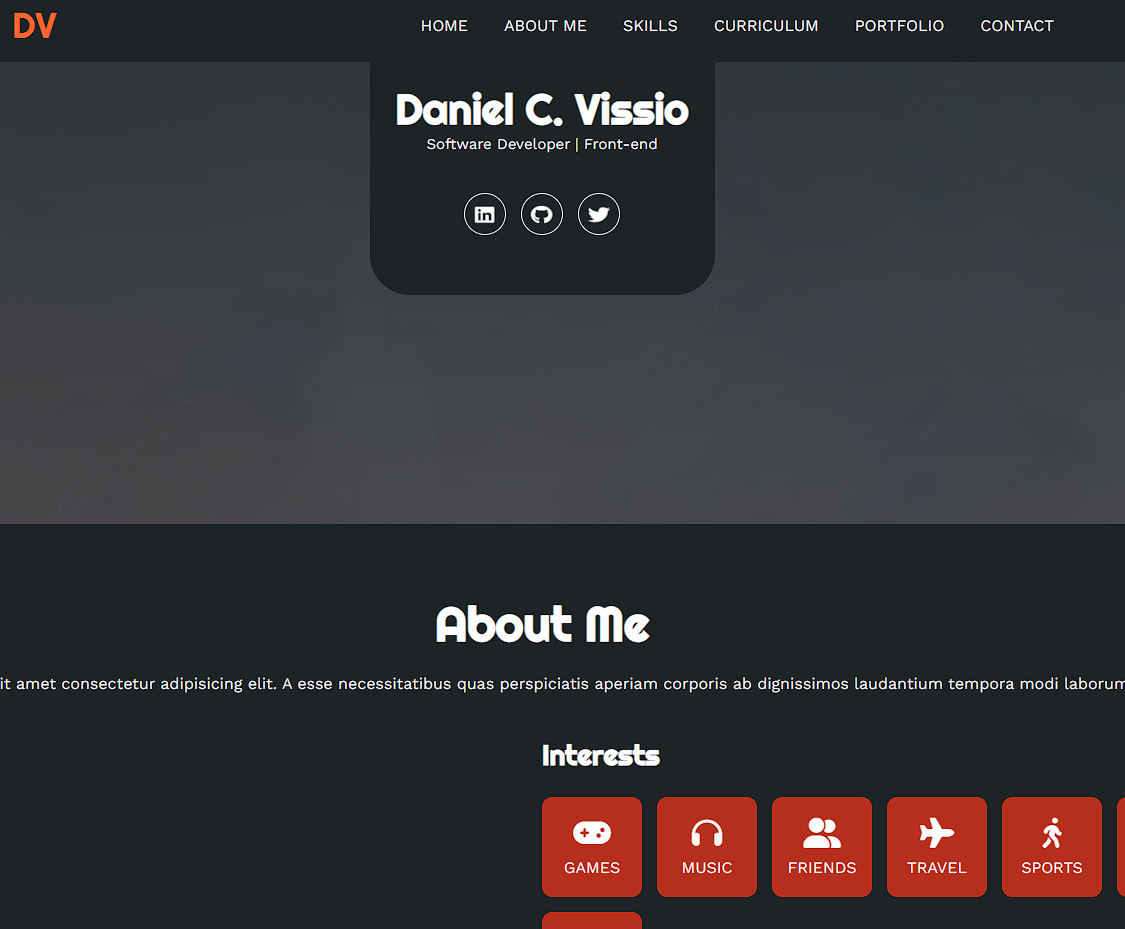 DV
HOME ABOUT ME SKILLS CURRICULUM PORTFOLIO CONTACT
Daniel C. Vissio
Software Developer | Front-end
in
About Me
it amet consectetur adipisicing elit. A esse necessitatibus quas perspiciatis aperiam corporis ab dignissimos laudantium tempora modi laborum
Interests
GAMES MUSIC FRIENDS TRAVEL SPORTS